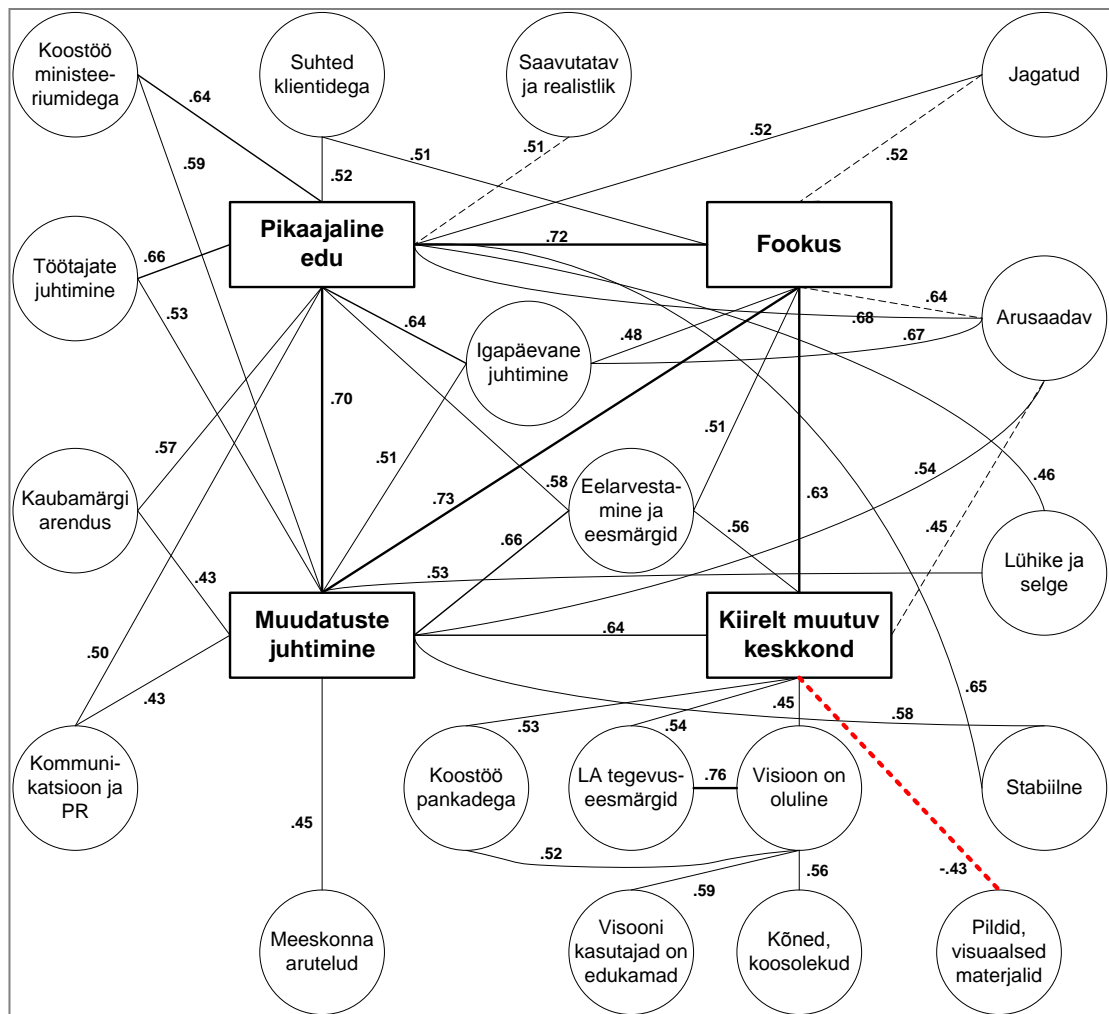 Koostöö
ministee-
riumidega
Suhted
klientidega
Saavutatav
ja realistlik
Jagatud
.64
.59
.52
.51
.51
.52
.52
Pikaajaline
edu
.72
Fookus
Töötajate
juhtimine
.66
.53
.64
Igapäevane
juhtimine
.48
.68
.67
.64
Arusaadav
.70
.57
.51
.73
.58
.51
.63
.54
.46
.45
Kaubamärgi
arendus
Eelarvesta-
mine ja
eesmärgid
.56
.66
.53
Lühike ja
selge
.43
Muudatuste
juhtimine
.64
Kiirelt muutuv
keskkond
.50
.43
.65
.58
.53
.54
.45
Kommuni-
katsioon ja
PR
Koostöö
pankadega
LA tegevus-
eesmärgid
.76
Visioon on
oluline
Stabiilne
.45
.52
.59
.56
-.43
Meeskonna
arutelud
Visooni
kasutajad on
edukamad
Kõned,
koosolekud
Pildid,
visuaalsed
materjalid